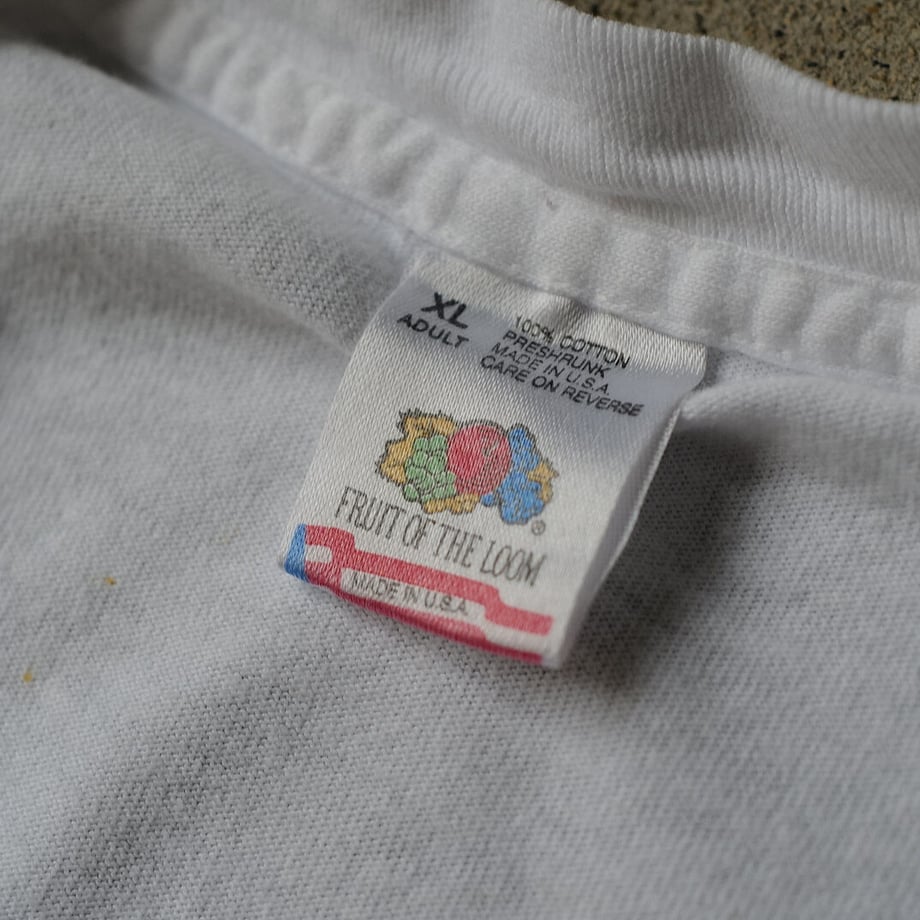 XL
ADULT
100% COTTON
PRESHRUNK
MADE IN U.S.A.
CARE ON REVERSE
FRUIT OF THE LOOM®
MADE IN U.S.A.